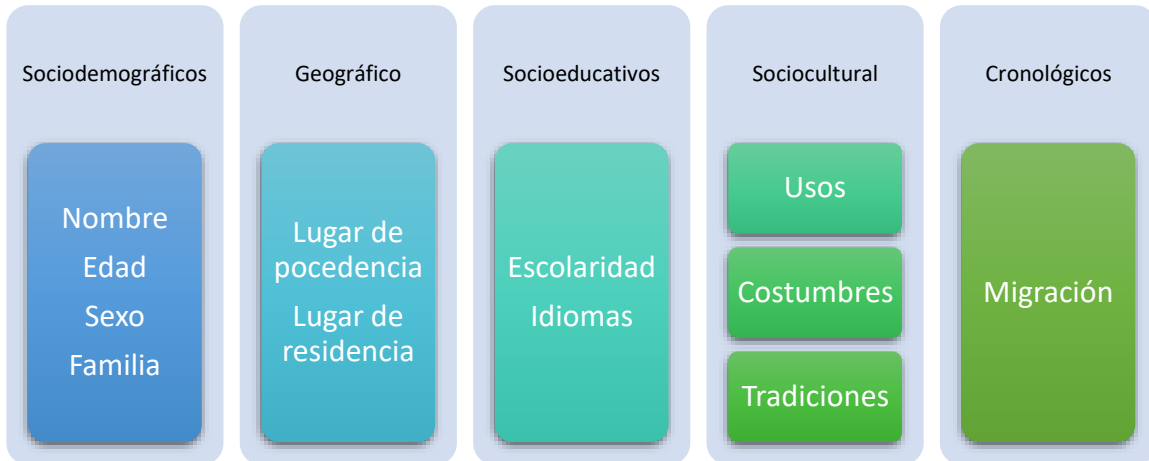 Sociodemográficos
Nombre
Edad
Sexo
Familia
Geográfico
Lugar de
pocedencia
Lugar de
residencia
Socioeducativos
Escolaridad
Idiomas
Sociocultural
Usos
Costumbres
Tradiciones
Cronológicos
Migración